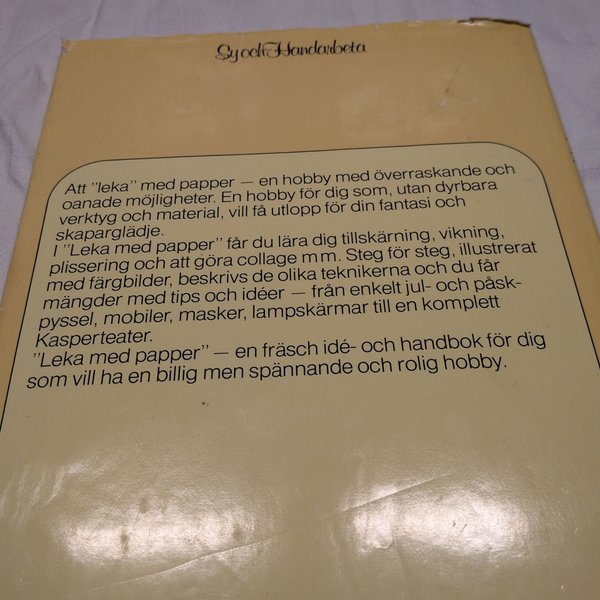 Sy och Handarbeta
Att "leka" med papper — en hobby med överraskande och
oanade möjligheter. En hobby för dig som, utan dyrbara
verktyg och material, vill få utlopp för din fantasi och
skaparglädje.
I "Leka med papper" får du lära dig tillskärning, vikning,
plissering och att göra collage m m. Steg för steg, illustrerat
med färgbilder, beskrivs de olika teknikerna och du får
mängder med tips och idéer — från enkelt jul- och påsk-
pyssel, mobiler, masker, lampskärmar till en komplett
Kasperteater.
"Leka med papper" — en fräsch idé- och handbok för dig
som vill ha en billig men spännande och rolig hobby.